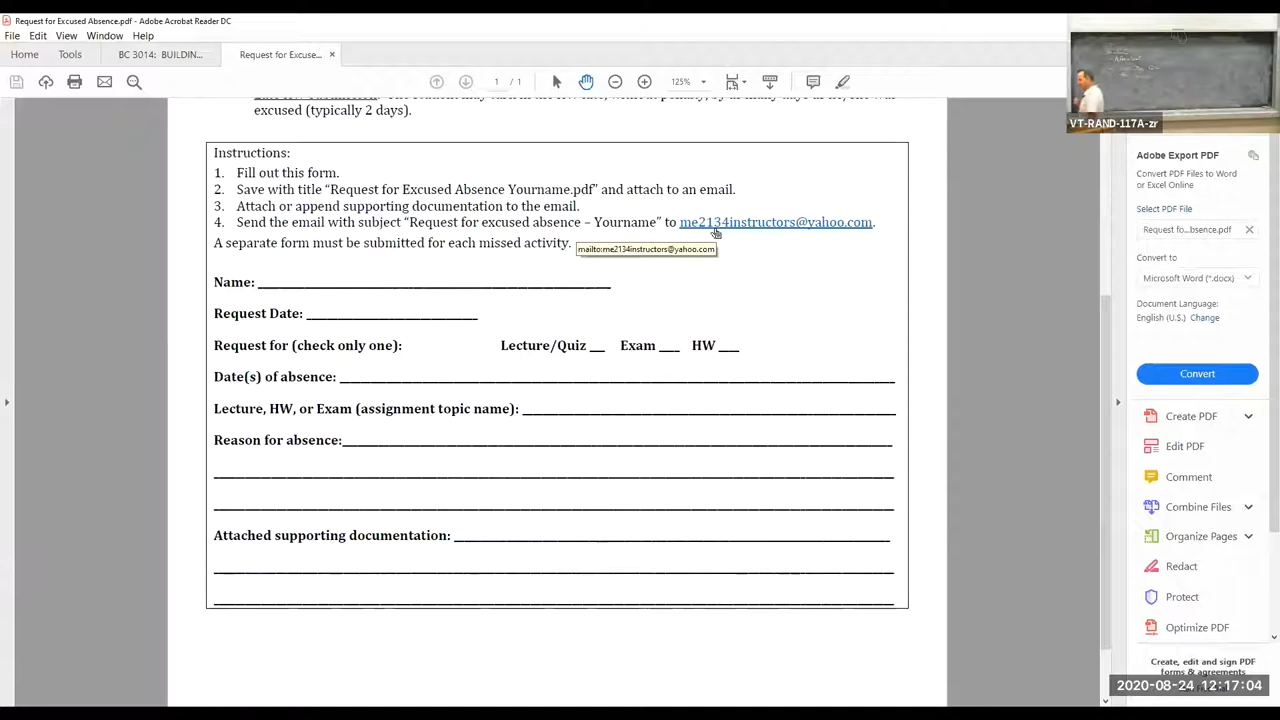 Request for Excused Absence.pdf - Adobe Acrobat Reader DC
File Edit View Window Help
Home Tools BC 3014: BUILDIN... Request for Excuse... ×
1 / 1 125%
VT-RAND-117A-zr
excused (typically 2 days).
Instructions:
1. Fill out this form.
2. Save with title “Request for Excused Absence Yourname.pdf” and attach to an email.
3. Attach or append supporting documentation to the email.
4. Send the email with subject “Request for excused absence – Yourname” to me2134instructors@yahoo.com.
A separate form must be submitted for each missed activity.
mailto:me2134instructors@yahoo.com
Name: ____
Request Date: ____
Request for (check only one): Lecture/Quiz __ Exam ___ HW ___
Date(s) of absence: ____
Lecture, HW, or Exam (assignment topic name): ____
Reason for absence:____
Attached supporting documentation: ____
Adobe Export PDF
Convert PDF Files to Word
or Excel Online
Select PDF File
Request fo...bsence.pdf ×
Convert to
Microsoft Word (*.docx)
Document Language:
English (U.S.) Change
Convert
Create PDF
Edit PDF
Comment
Combine Files
Organize Pages
Redact
Protect
Optimize PDF
Create, edit and sign PDF
forms & agreements
2020-08-24 12:17:04